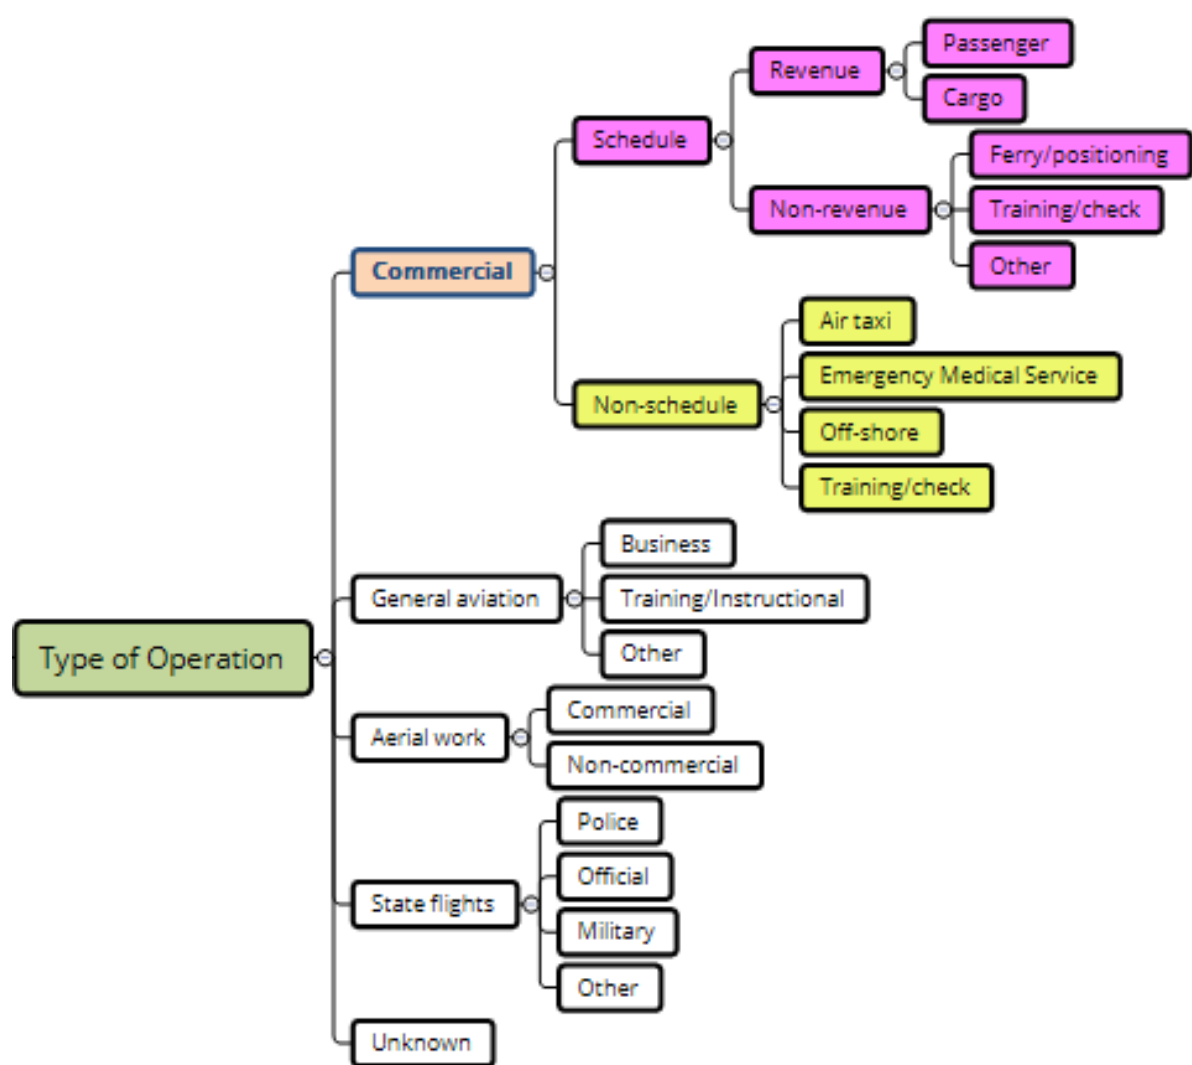 Type of Operation
Commercial
Schedule
Revenue
Passenger
Cargo
Non-revenue
Ferry/positioning
Training/check
Other
Non-schedule
Air taxi
Emergency Medical Service
Off-shore
Training/check
General aviation
Business
Training/Instructional
Other
Aerial work
Commercial
Non-commercial
State flights
Police
Official
Military
Other
Unknown